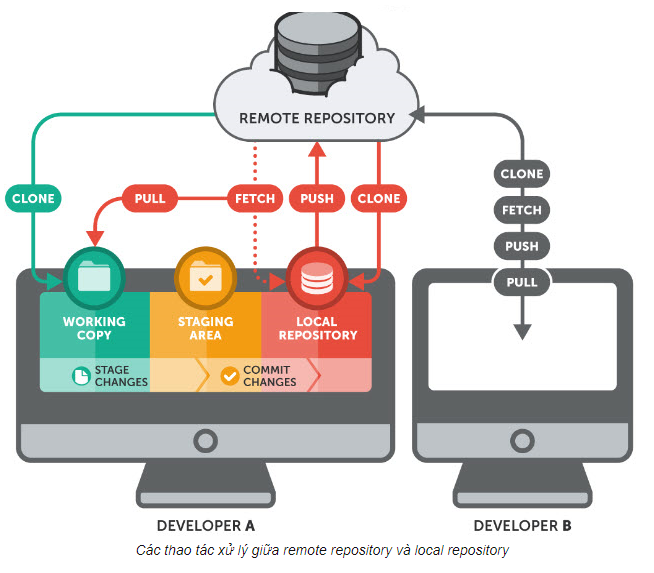 REMOTE REPOSITORY
CLONE
PULL
FETCH
PUSH
CLONE
CLONE
FETCH
PUSH
PULL
WORKING
COPY
STAGING
AREA
LOCAL
REPOSITORY
STAGE
CHANGES
COMMIT
CHANGES
DEVELOPER A
DEVELOPER B
Các thao tác xử lý giữa remote repository và local repository